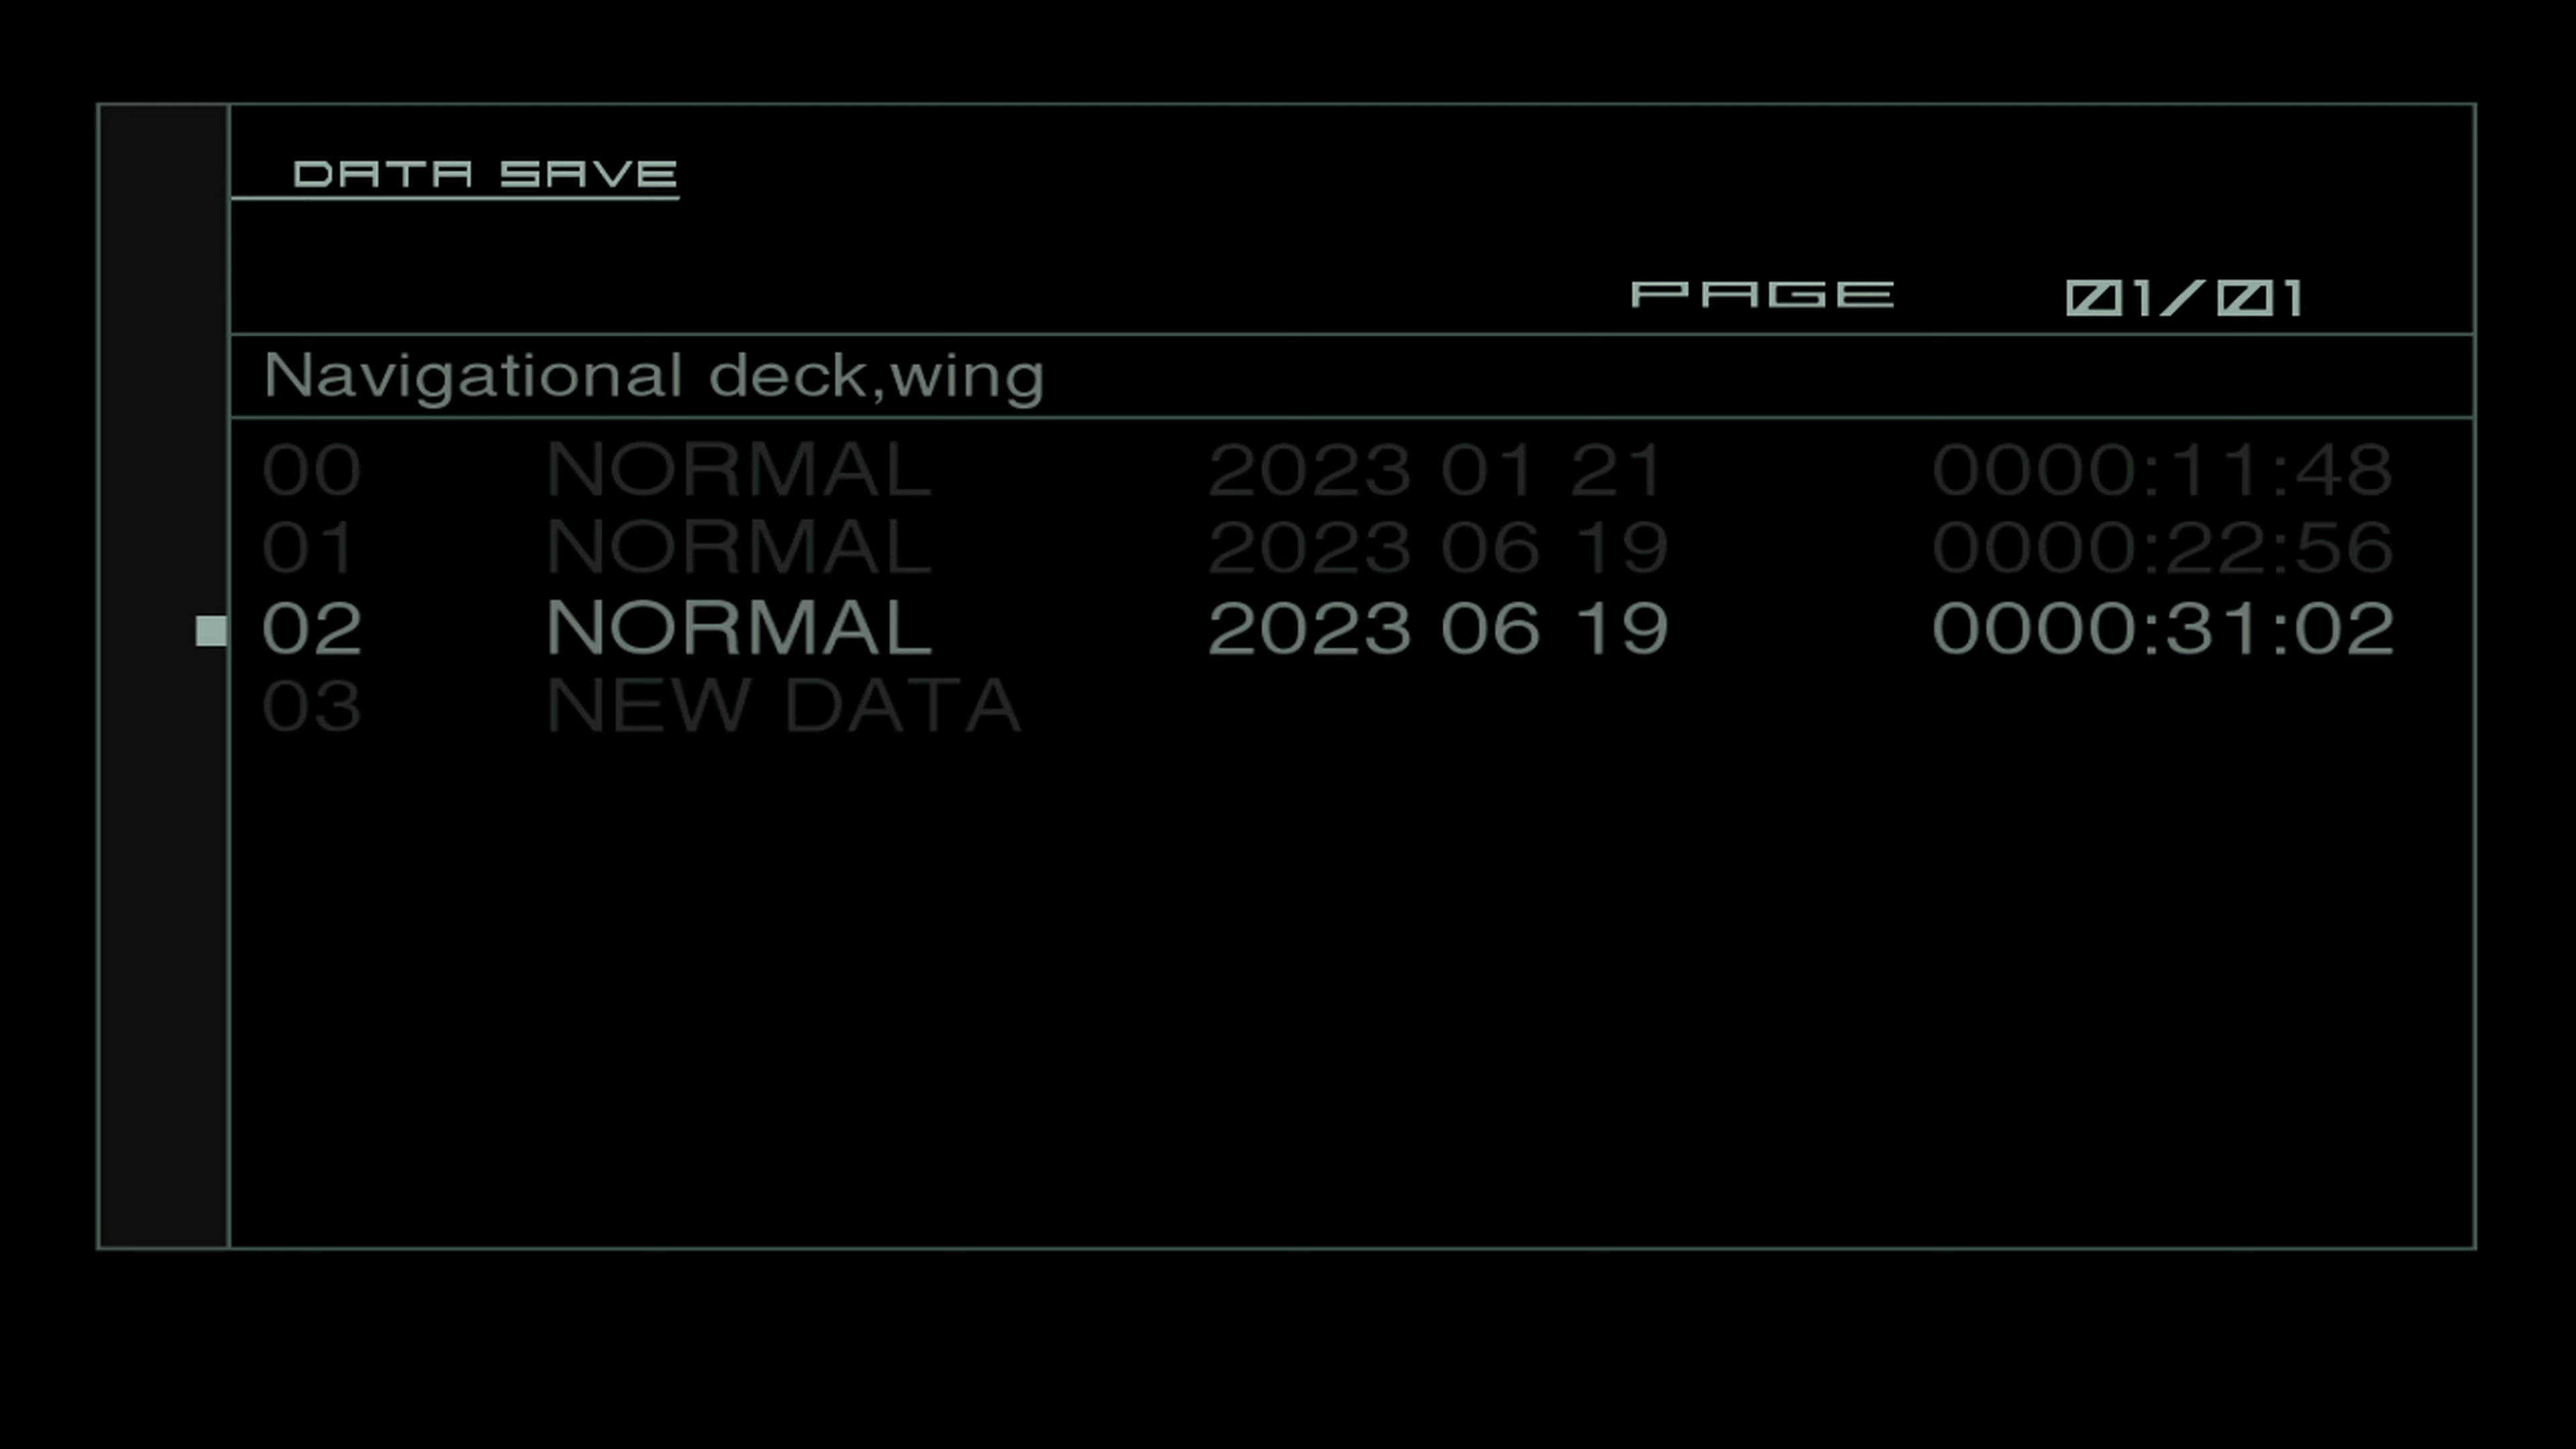 DATA SAVE
PAGE 01/01
Navigational deck,wing
00 NORMAL 2023 01 21 0000:11:48
01 NORMAL 2023 06 19 0000:22:56
02 NORMAL 2023 06 19 0000:31:02
03 NEW DATA